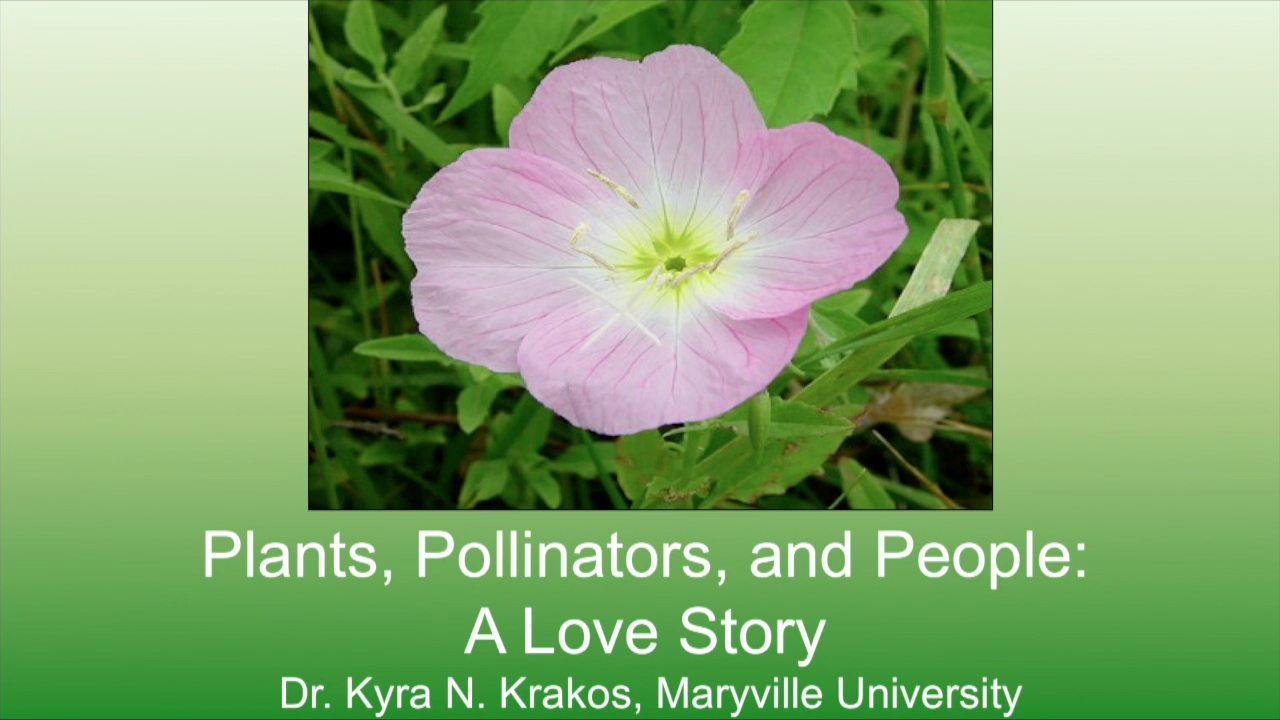 Plants, Pollinators, and People:
A Love Story
Dr. Kyra N. Krakos, Maryville University